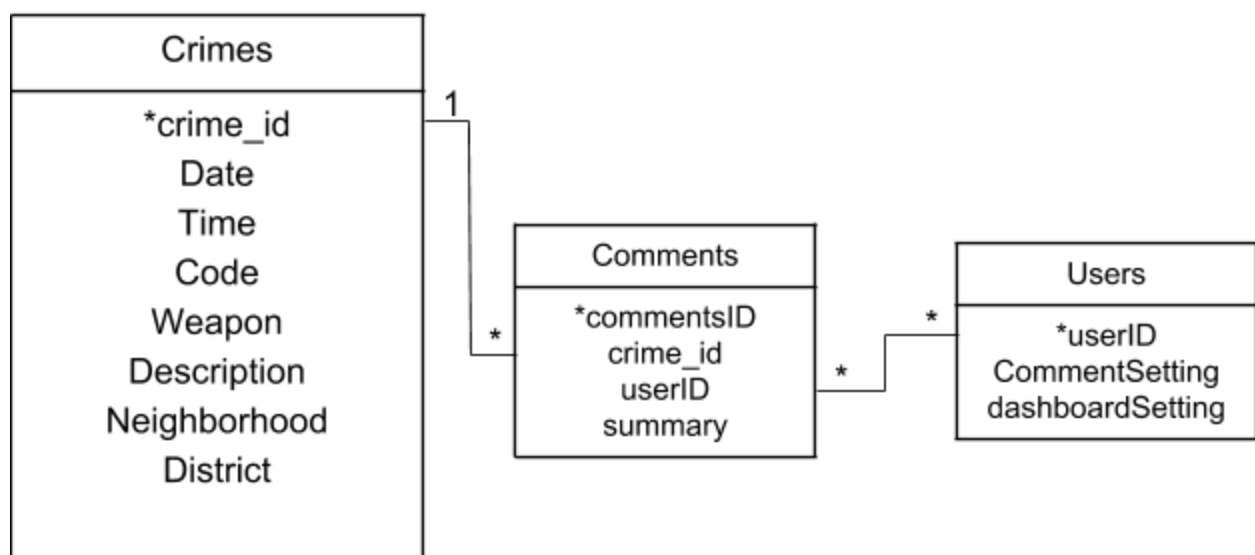 Crimes
*crime_id
Date
Time
Code
Weapon
Description
Neighborhood
District
1
*
Comments
*commentsID
crime_id
userID
summary
*
*
Users
*userID
CommentSetting
dashboardSetting